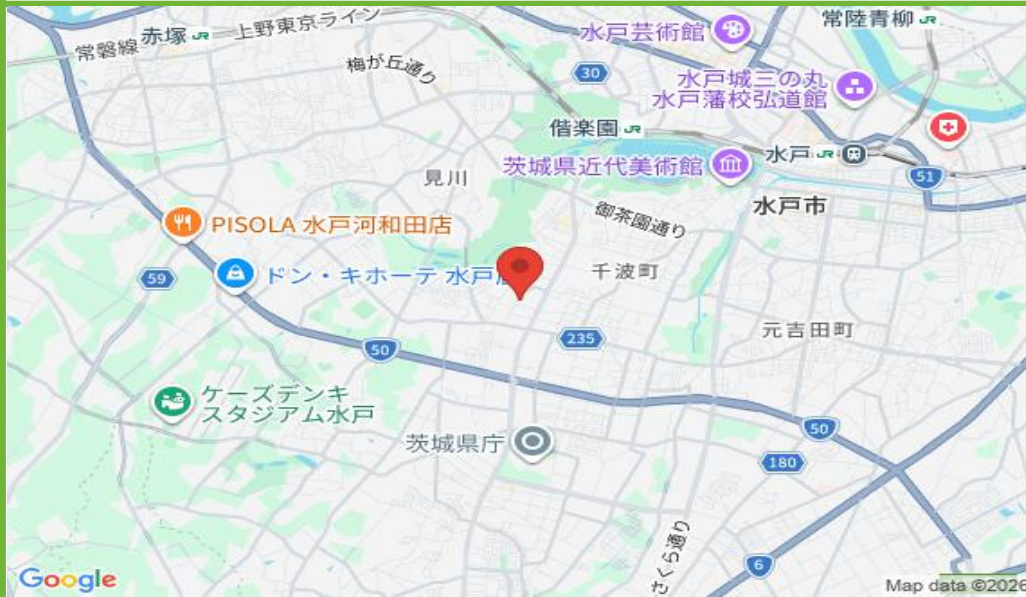 常陸青柳 JR
上野東京ライン
水戸芸術館
常磐線 赤塚 JR
梅が丘通り
30
水戸城三の丸
水戸藩校弘道館
偕楽園 JR
茨城県近代美術館
水戸 JR
51
見川
御茶園通り
水戸市
PISOLA 水戸河和田店
59
ドン・キホーテ 水戸
千波町
235
元吉田町
50
ケーズデンキ
スタジアム水戸
茨城県庁
50
180
さくら通り
6
Google
Map data ©2026